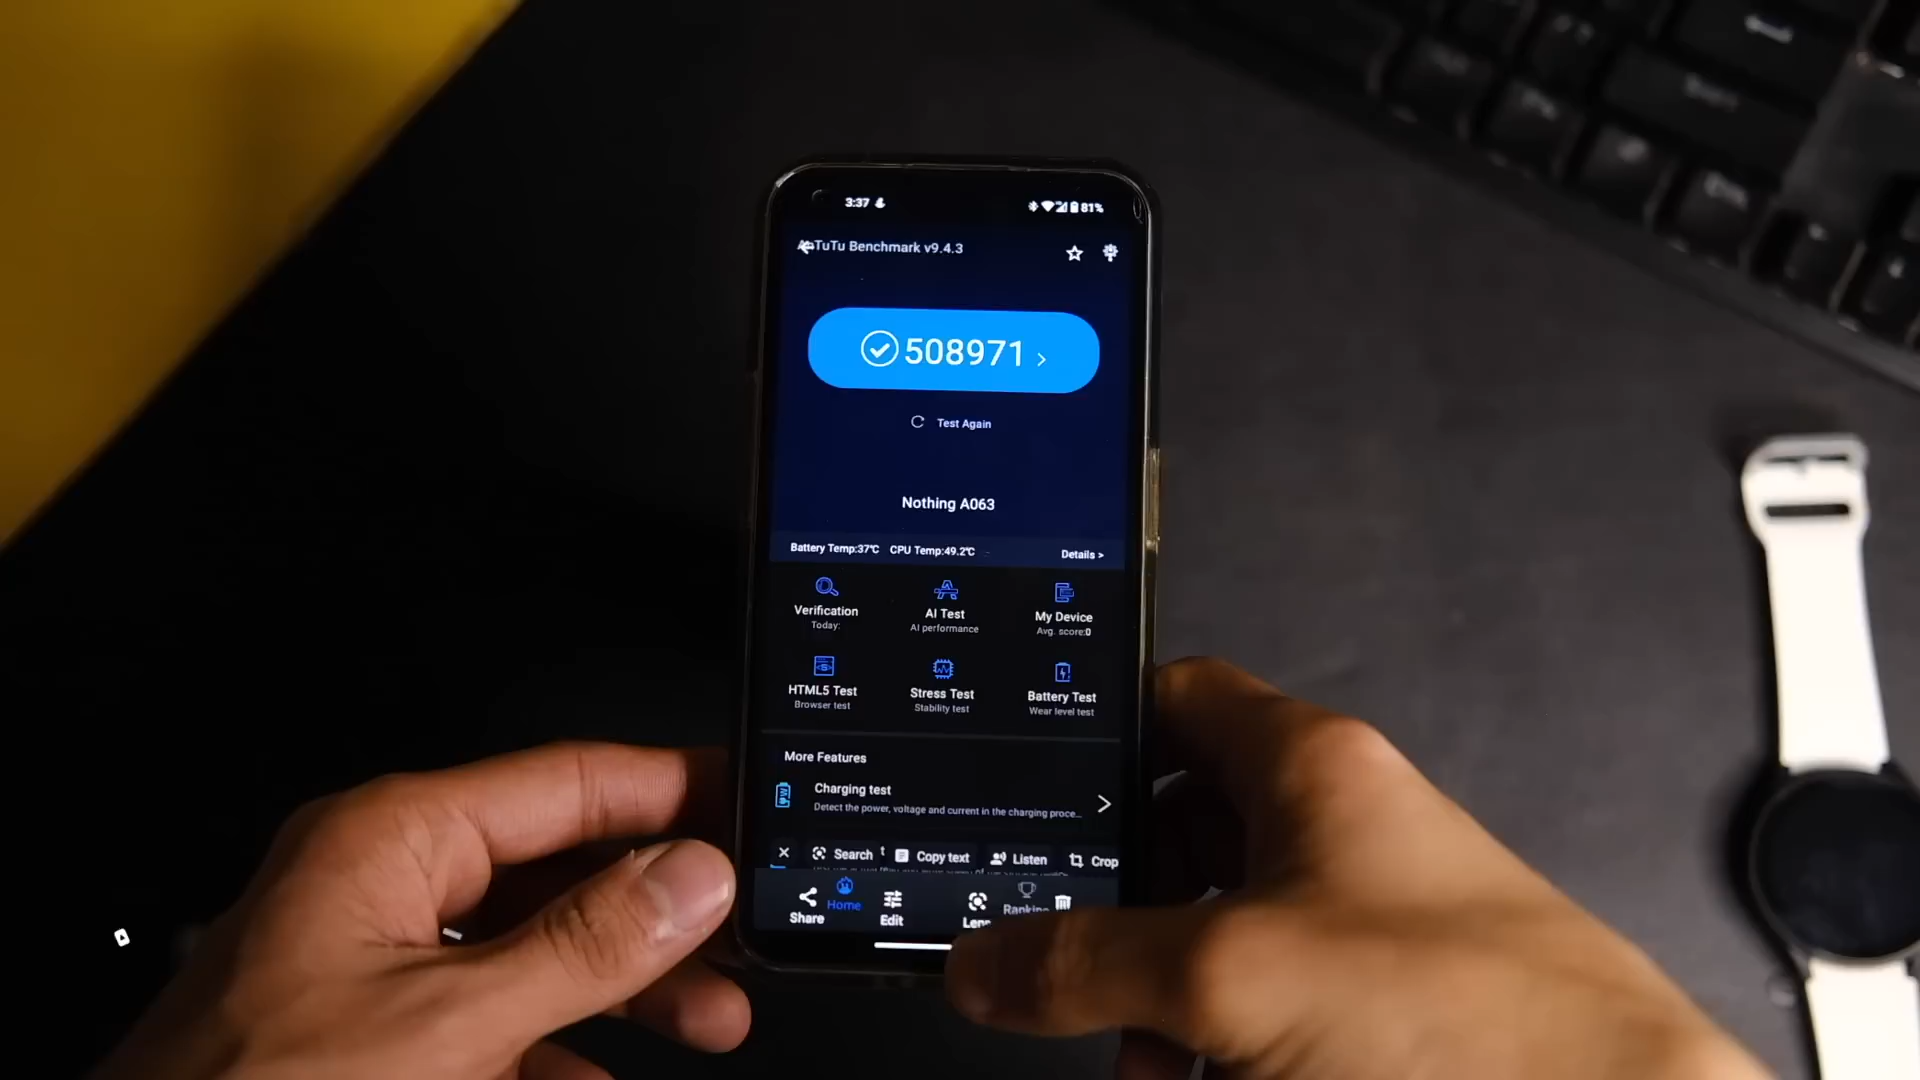 3:37 81%
TuTu Benchmark v9.4.3
508971 >
Test Again
Nothing A063
Battery Temp:37℃ CPU Temp:49.2℃ Details >
Verification AI Test My Device
Today: AI performance Avg. score:0
HTML5 Test Stress Test Battery Test
Browser test Stability test Wear level test
More Features
Charging test
Detect the power, voltage and current in the charging proce...
Search Copy text Listen Crop
Share Home Edit